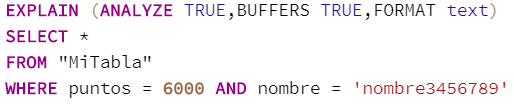 EXPLAIN (ANALYZE TRUE,BUFFERS TRUE,FORMAT text)
SELECT *
FROM "MiTabla"
WHERE puntos = 6000 AND nombre = 'nombre3456789'